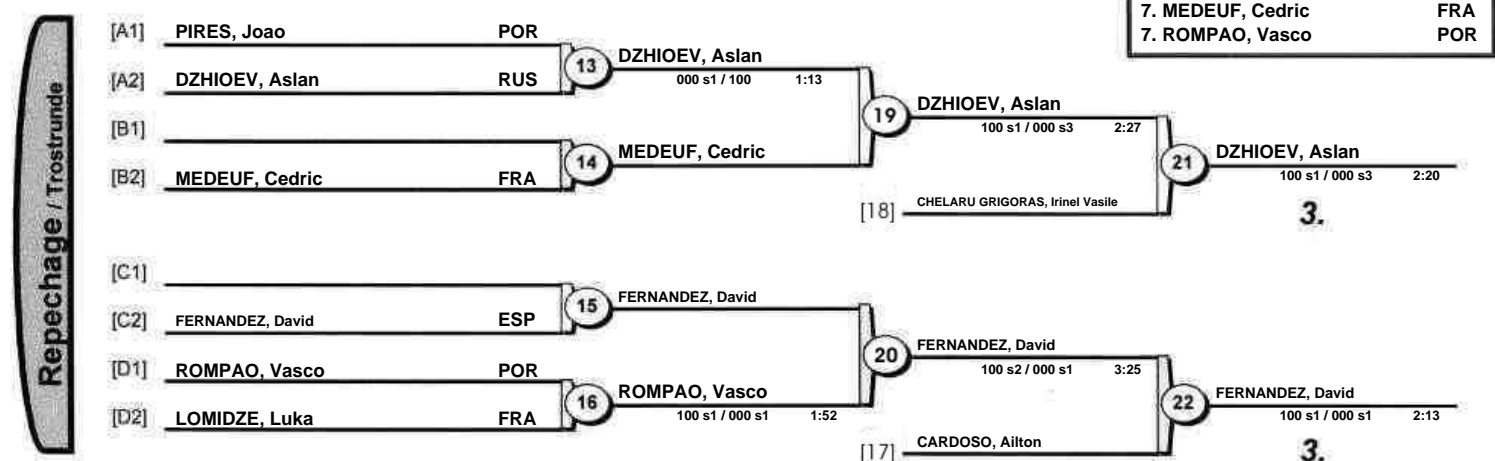 7. MEDEUF, Cedric FRA
7. ROMPAO, Vasco POR
Repechage / Trostrunde
[A1] PIRES, Joao POR
13
DZHIOEV, Aslan
000 s1 / 100 1:13
[A2] DZHIOEV, Aslan RUS
19
DZHIOEV, Aslan
100 s1 / 000 s3 2:27
[B1]
14
MEDEUF, Cedric
[B2] MEDEUF, Cedric FRA
21
DZHIOEV, Aslan
100 s1 / 000 s3 2:20
[18] CHELARU GRIGORAS, Irinel Vasile
3.
[C1]
15
FERNANDEZ, David
[C2] FERNANDEZ, David ESP
20
FERNANDEZ, David
100 s2 / 000 s1 3:25
[D1] ROMPAO, Vasco POR
16
ROMPAO, Vasco
100 s1 / 000 s1 1:52
[D2] LOMIDZE, Luka FRA
22
FERNANDEZ, David
100 s1 / 000 s1 2:13
[17] CARDOSO, Ailton
3.